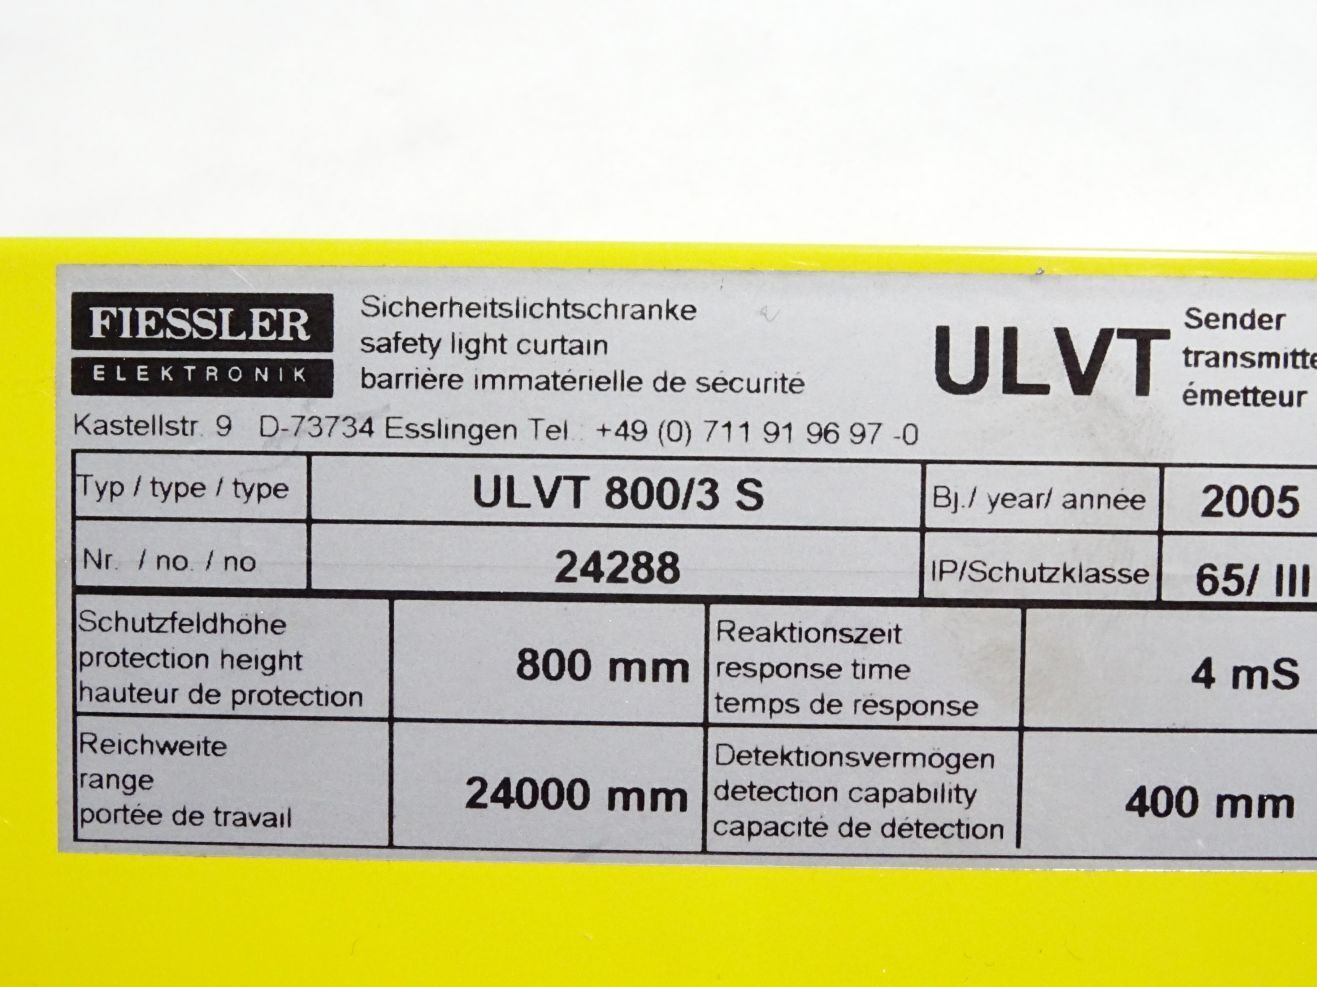 FIESSLER
ELEKTRONIK
Sicherheitslichtschranke
safety light curtain
barrière immatérielle de sécurité
ULVT
Sender
transmitte
émetteur
Kastellstr. 9 D-73734 Esslingen Tel.: +49 (0) 711 91 96 97 -0
Typ / type / type
ULVT 800/3 S
Bj./ year/ année
2005
Nr. / no. / no
24288
IP/Schutzklasse
65/ III
Schutzfeldhöhe
protection height
hauteur de protection
800 mm
Reaktionszeit
response time
temps de réponse
4 mS
Reichweite
range
portée de travail
24000 mm
Detektionsvermögen
detection capability
capacité de détection
400 mm